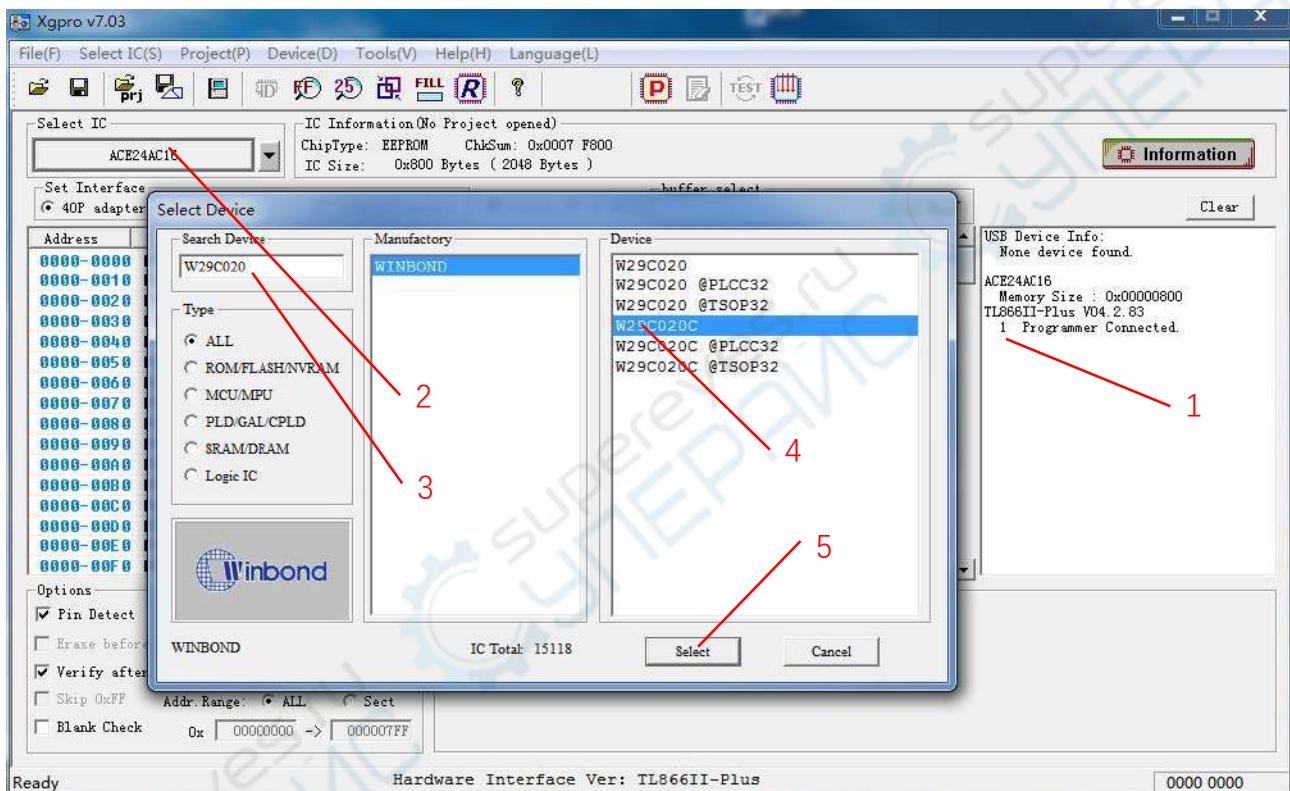 Xgpro v7.03
File(F) Select IC(S) Project(P) Device(D) Tools(V) Help(H) Language(L)
prj 4D 25 FILL R ? P TEST
Select IC
ACE24AC16
IC Information(No Project opened)
ChipType: EEPROM ChkSum: 0x0007 F800
IC Size: 0x800 Bytes ( 2048 Bytes )
Information
Set Interface
40P adapter
buffer select
Clear
Address
0000-0000
0000-0010
0000-0020
0000-0030
0000-0040
0000-0050
0000-0060
0000-0070
0000-0080
0000-0090
0000-00A0
0000-00B0
0000-00C0
0000-00D0
0000-00E0
0000-00F0
Select Device
Search Device
W29C020
Type
ALL
ROM/FLASH/NVRAM
MCU/MPU
PLD/GAL/CPLD
SRAM/DRAM
Logic IC
Winbond
WINBOND
Manufactory
WINBOND
Device
W29C020
W29C020 @PLCC32
W29C020 @TSOP32
W29C020C
W29C020C @PLCC32
W29C020C @TSOP32
IC Total: 15118
Select
Cancel
USB Device Info:
None device found.
ACE24AC16
Memory Size : 0x00000800
TL866II-Plus V04.2.83
1 Programmer Connected.
1
2
3
4
5
Options
Pin Detect
Erase before
Verify after
Skip 0xFF
Blank Check
Addr.Range: ALL Sect
0x 00000000 -> 000007FF
Ready
Hardware Interface Ver: TL866II-Plus
0000 0000
supereyes.ru
СУПЕРАЙС